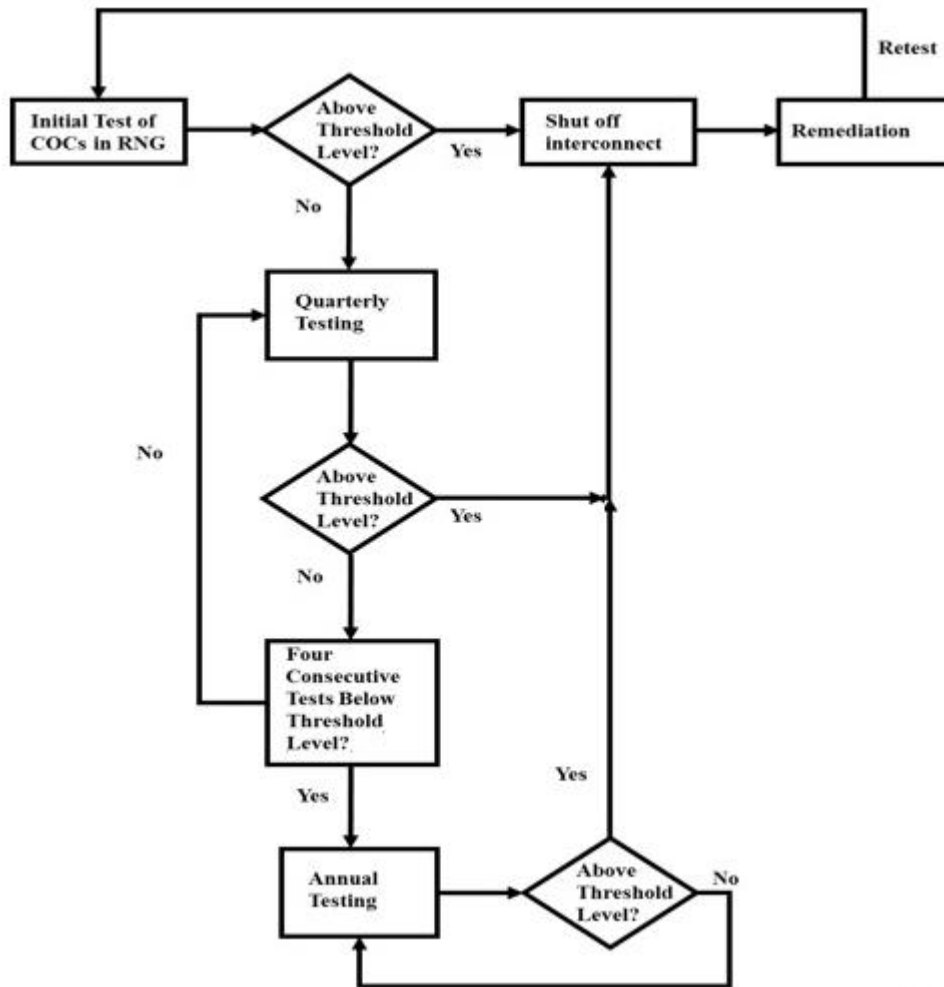 Retest
Initial Test of
COCs in RNG
Above
Threshold
Level?
Yes
Shut off
interconnect
Remediation
No
Quarterly
Testing
Above
Threshold
Level?
Yes
No
No
Four
Consecutive
Tests Below
Threshold
Level?
Yes
Annual
Testing
Above
Threshold
Level?
Yes
No